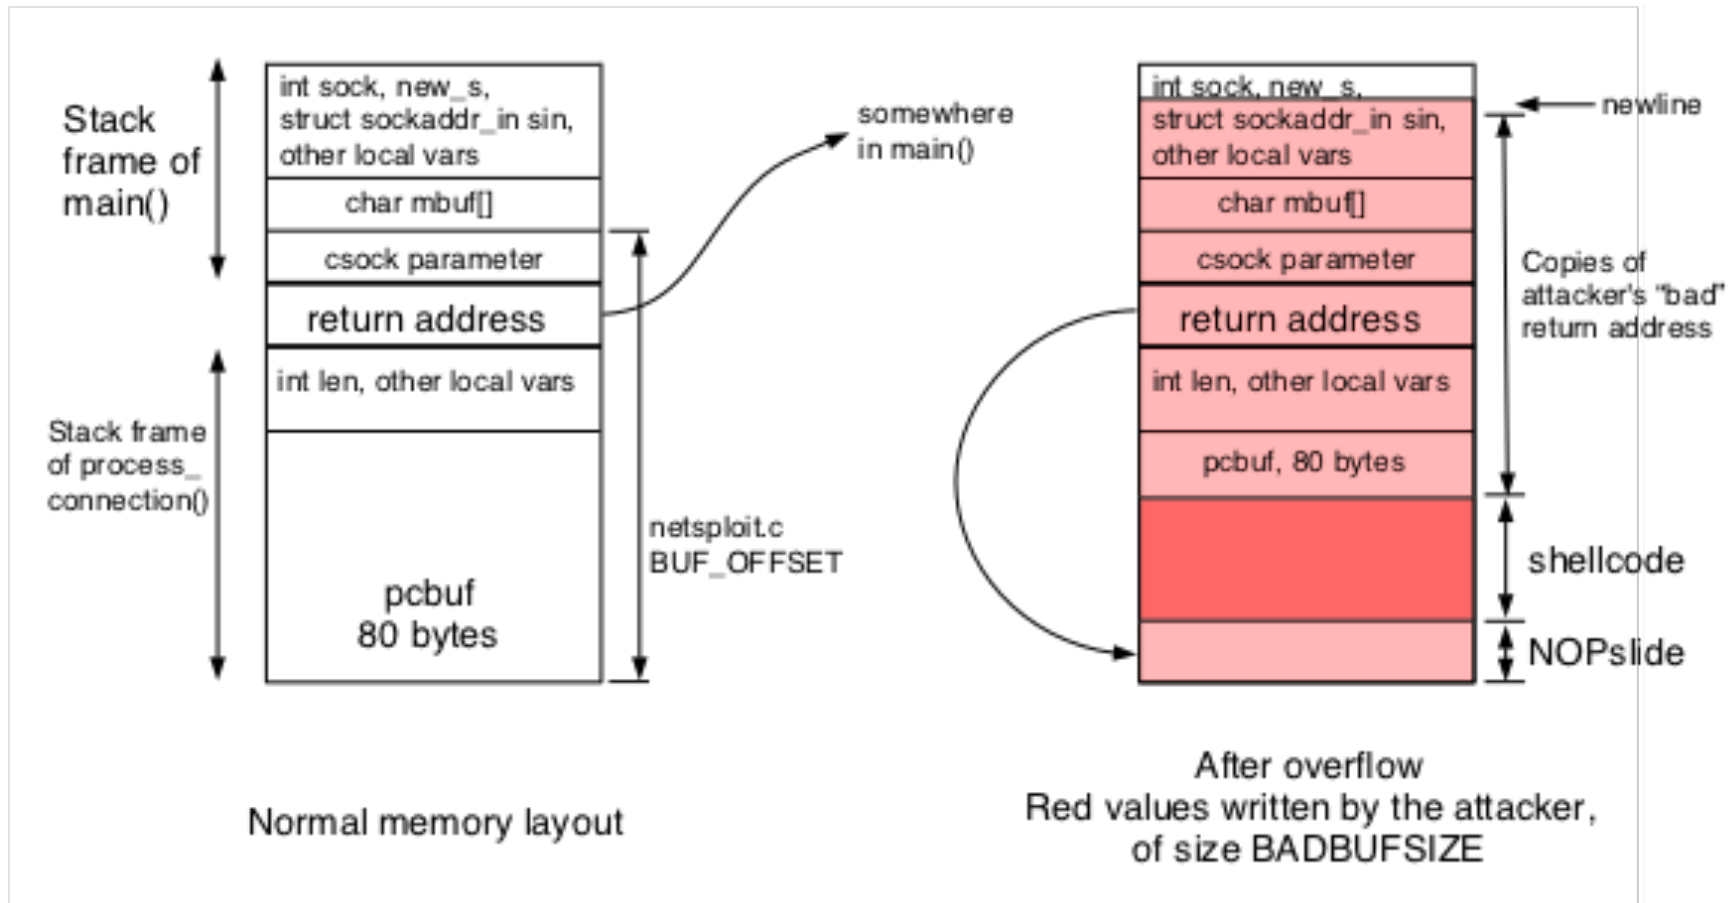 Stack
frame of
main()
int sock, new_s,
struct sockaddr_in sin,
other local vars
char mbuf[]
csock parameter
return address
int len, other local vars
pcbuf
80 bytes
Stack frame
of process_
connection()
somewhere
in main()
netsploit.c
BUF_OFFSET
Normal memory layout
int sock, new_s,
struct sockaddr_in sin,
other local vars
char mbuf[]
csock parameter
return address
int len, other local vars
pcbuf, 80 bytes
newline
Copies of
attacker's “bad”
return address
shellcode
NOPslide
After overflow
Red values written by the attacker,
of size BADBUFSIZE